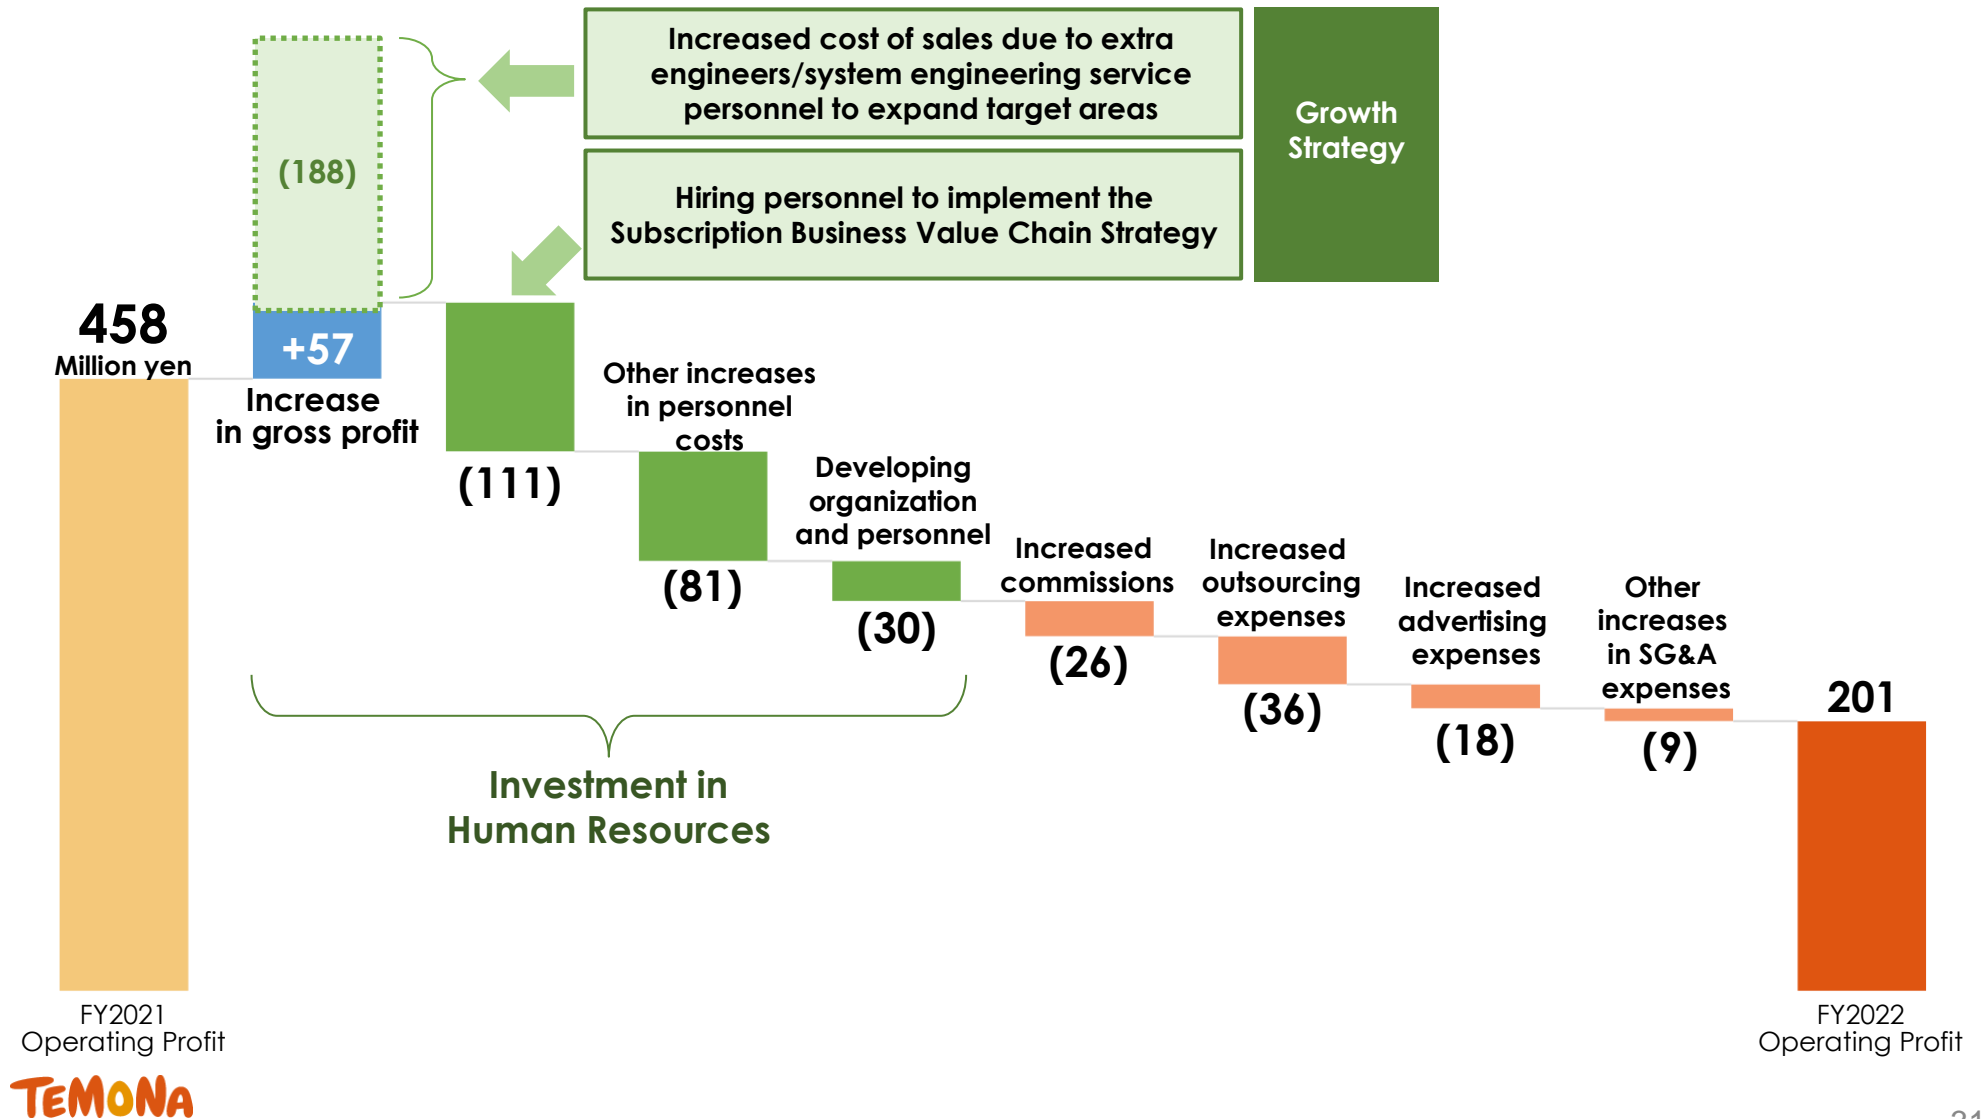 Increased cost of sales due to extra
engineers/system engineering service
personnel to expand target areas
Growth
Strategy
(188)
Hiring personnel to implement the
Subscription Business Value Chain Strategy
458
Million yen
+57
Increase
in gross profit
(111)
Other increases
in personnel
costs
(81)
Developing
organization
and personnel
(30)
Increased
commissions
(26)
Increased
outsourcing
expenses
(36)
Increased
advertising
expenses
(18)
Other
increases
in SG&A
expenses
(9)
201
Investment in
Human Resources
FY2021
Operating Profit
FY2022
Operating Profit
TEMONA